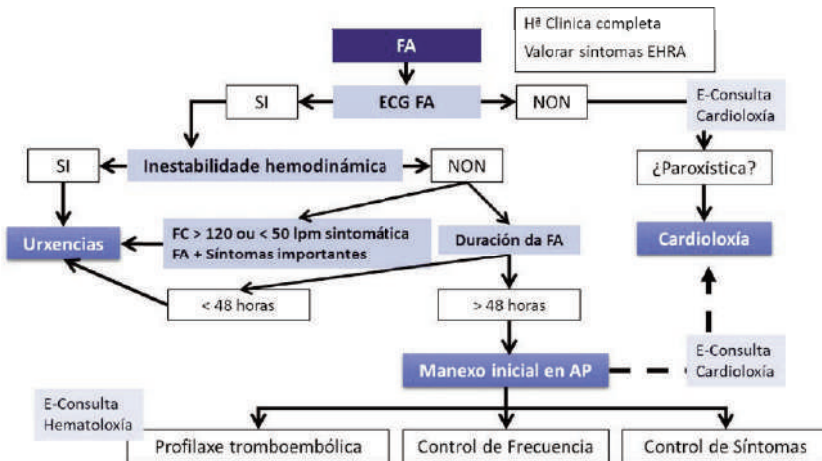 FA
Hª Clinica completa
Valorar síntomas EHRA
SI
ECG FA
NON
E-Consulta
Cardioloxía
SI
Inestabilidade hemodinámica
NON
¿Paroxística?
Urxencias
FC > 120 ou < 50 lpm sintomática
FA + Síntomas importantes
Duración da FA
Cardioloxía
< 48 horas
> 48 horas
Manexo inicial en AP
E-Consulta
Cardioloxía
E-Consulta
Hematoloxía
Profilaxe tromboembólica
Control de Frecuencia
Control de Síntomas